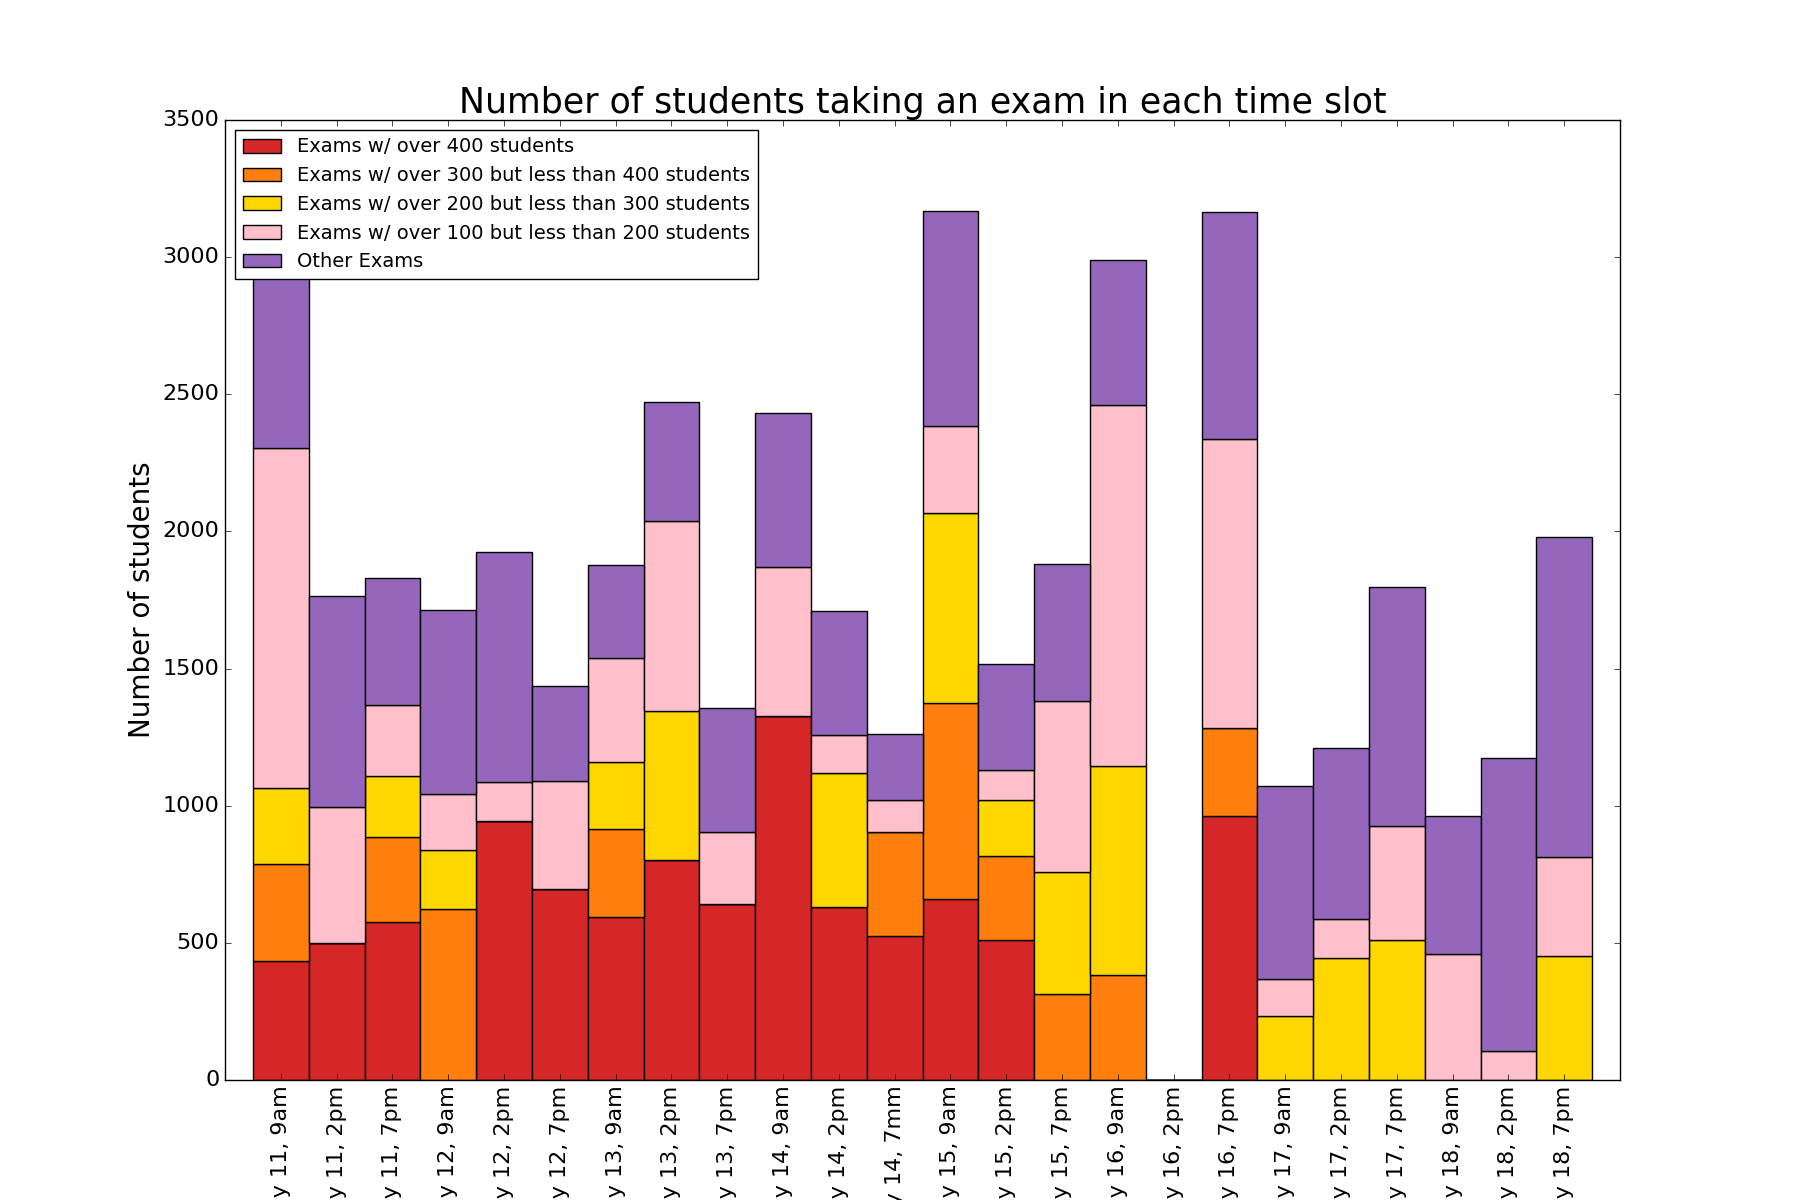 Number of students taking an exam in each time slot
Exams w/ over 400 students
Exams w/ over 300 but less than 400 students
Exams w/ over 200 but less than 300 students
Exams w/ over 100 but less than 200 students
Other Exams
Number of students
3500
3000
2500
2000
1500
1000
500
0
y 11, 9am
y 11, 2pm
y 11, 7pm
y 12, 9am
y 12, 2pm
y 12, 7pm
y 13, 9am
y 13, 2pm
y 13, 7pm
y 14, 9am
y 14, 2pm
y 14, 7mm
y 15, 9am
y 15, 2pm
y 15, 7pm
y 16, 9am
y 16, 2pm
y 16, 7pm
y 17, 9am
y 17, 2pm
y 17, 7pm
y 18, 9am
y 18, 2pm
y 18, 7pm